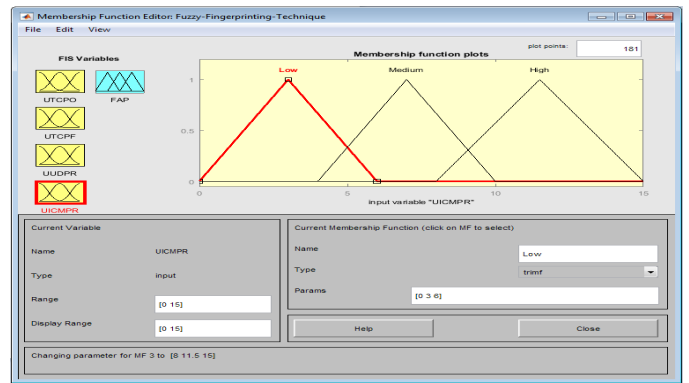 Membership Function Editor: Fuzzy-Fingerprinting-Technique
File Edit View
FIS Variables
UTCPO FAP
UTCPF
UUDPR
UICMPR
Membership function plots
plot points: 181
Low Medium High
1
0.5
0
0 5 10 15
input variable "UICMPR"
Current Variable
Name UICMPR
Type input
Range [0 15]
Display Range [0 15]
Current Membership Function (click on MF to select)
Name Low
Type trimf
Params [0 3 6]
Help Close
Changing parameter for MF 3 to [8 11.5 15]